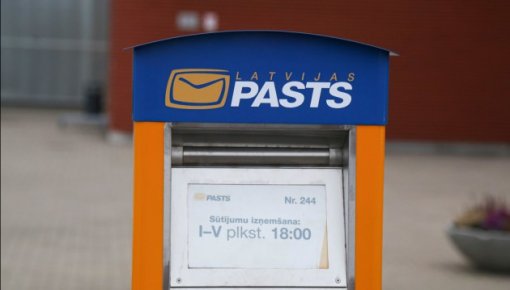 LATVIJAS
PASTS
PASTS Nr. 244
Sūtījumu izņemšana:
I–V plkst. 18:00